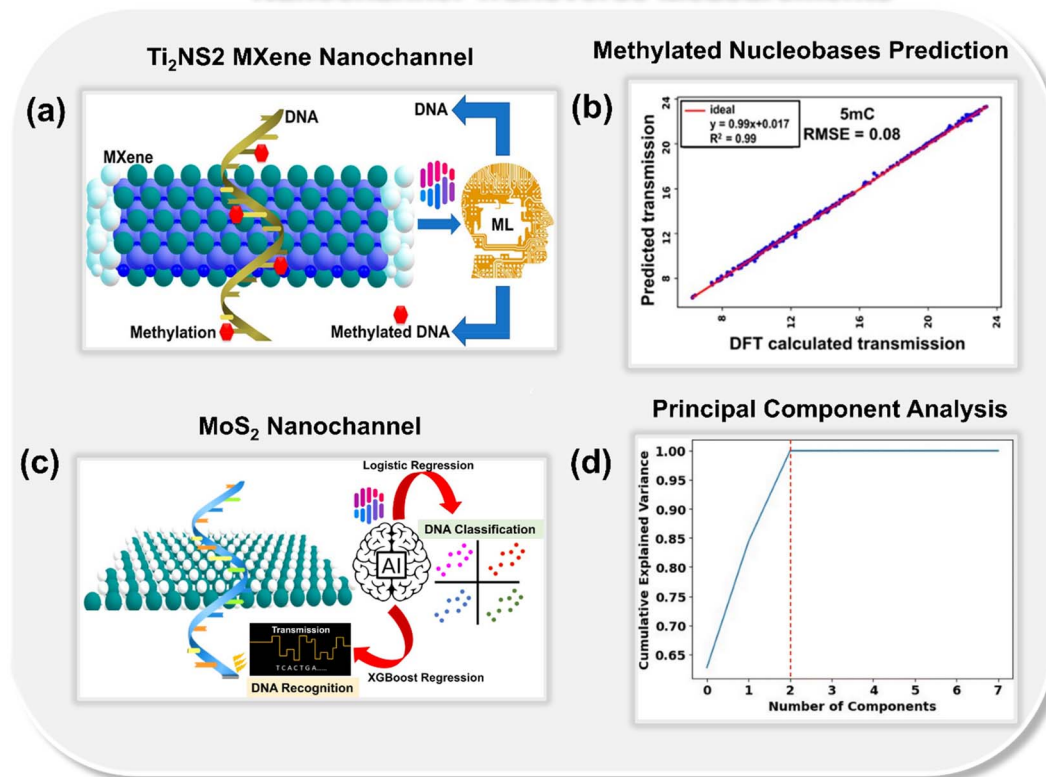 Ti₂NS2 MXene Nanochannel
(a)
DNA
MXene
Methylation
DNA
ML
Methylated DNA
Methylated Nucleobases Prediction
(b)
ideal
y = 0.99x+0.017
R² = 0.99
5mC
RMSE = 0.08
Predicted transmission
24
20
16
12
8
8
12
16
20
24
DFT calculated transmission
MoS₂ Nanochannel
(c)
Logistic Regression
DNA Classification
AI
Transmission
TCACTGA......
DNA Recognition
XGBoost Regression
Principal Component Analysis
(d)
Cumulative Explained Variance
1.00
0.95
0.90
0.85
0.80
0.75
0.70
0.65
0 1 2 3 4 5 6 7
Number of Components